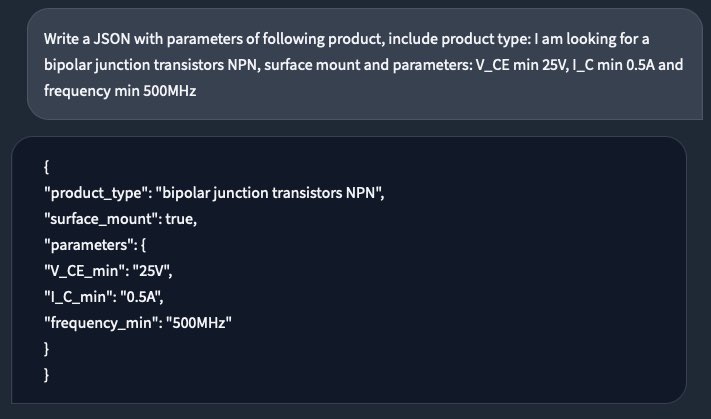 Write a JSON with parameters of following product, include product type: I am looking for a
bipolar junction transistors NPN, surface mount and parameters: V_CE min 25V, I_C min 0.5A and
frequency min 500MHz
{
"product_type": "bipolar junction transistors NPN",
"surface_mount": true,
"parameters": {
"V_CE_min": "25V",
"I_C_min": "0.5A",
"frequency_min": "500MHz"
}
}